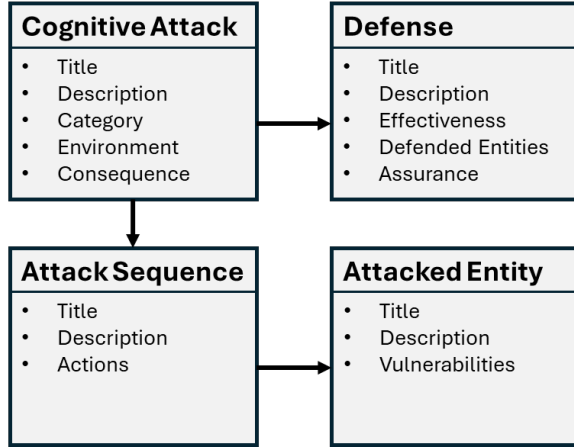 Cognitive Attack
• Title
• Description
• Category
• Environment
• Consequence
Defense
• Title
• Description
• Effectiveness
• Defended Entities
• Assurance
Attack Sequence
• Title
• Description
• Actions
Attacked Entity
• Title
• Description
• Vulnerabilities